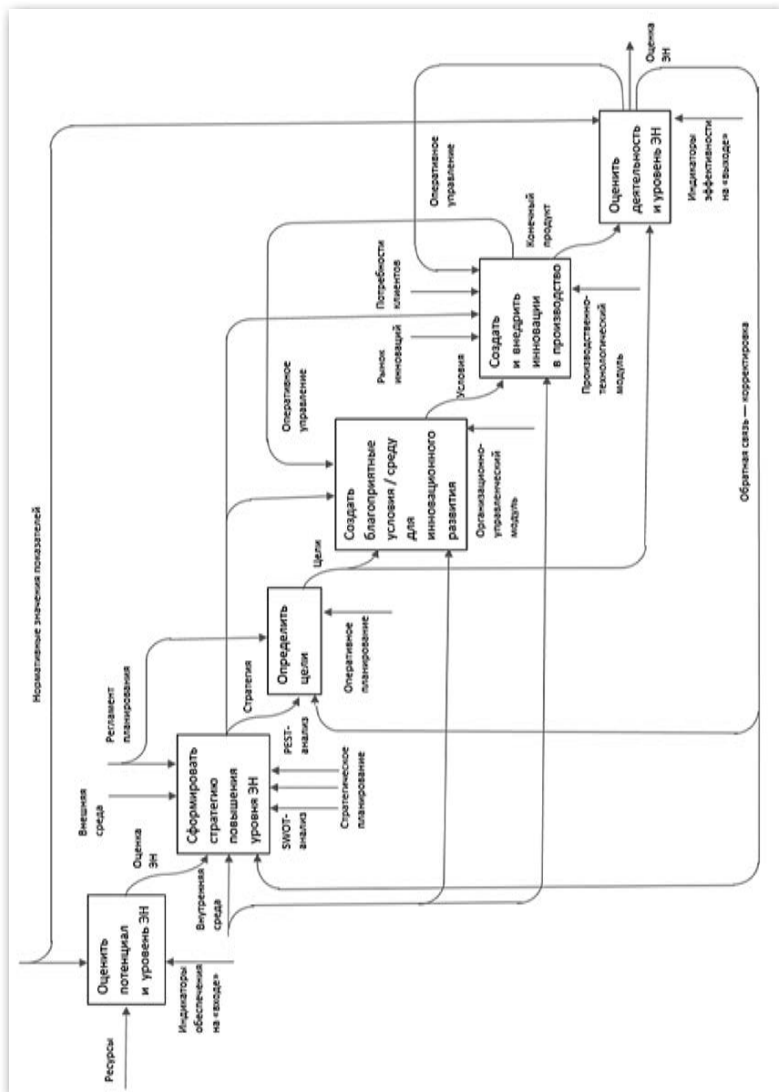 Нормативные значения показателей
Ресурсы
Оценить
потенциал
и уровень ЭН
Индикаторы
обеспечения
на «входе»
Оценка
ЭН
Внешняя
среда
Регламент
планирования
Внутренняя
среда
Сформировать
стратегию
повышения
уровня ЭН
SWOT-
анализ
Стратегическое
планирование
PEST-
анализ
Стратегия
Определить
цели
Оперативное
планирование
Цели
Оперативное
управление
Создать
благоприятные
условия / среду
для
инновационного
развития
Организационно-
управленческий
модуль
Условия
Рынок
инноваций
Потребности
клиентов
Оперативное
управление
Создать
и внедрить
инновации
в производство
Производственно-
технологический
модуль
Конечный
продукт
Оценить
деятельность
и уровень ЭН
Индикаторы
эффективности
на «выходе»
Оценка
ЭН
Обратная связь — корректировка